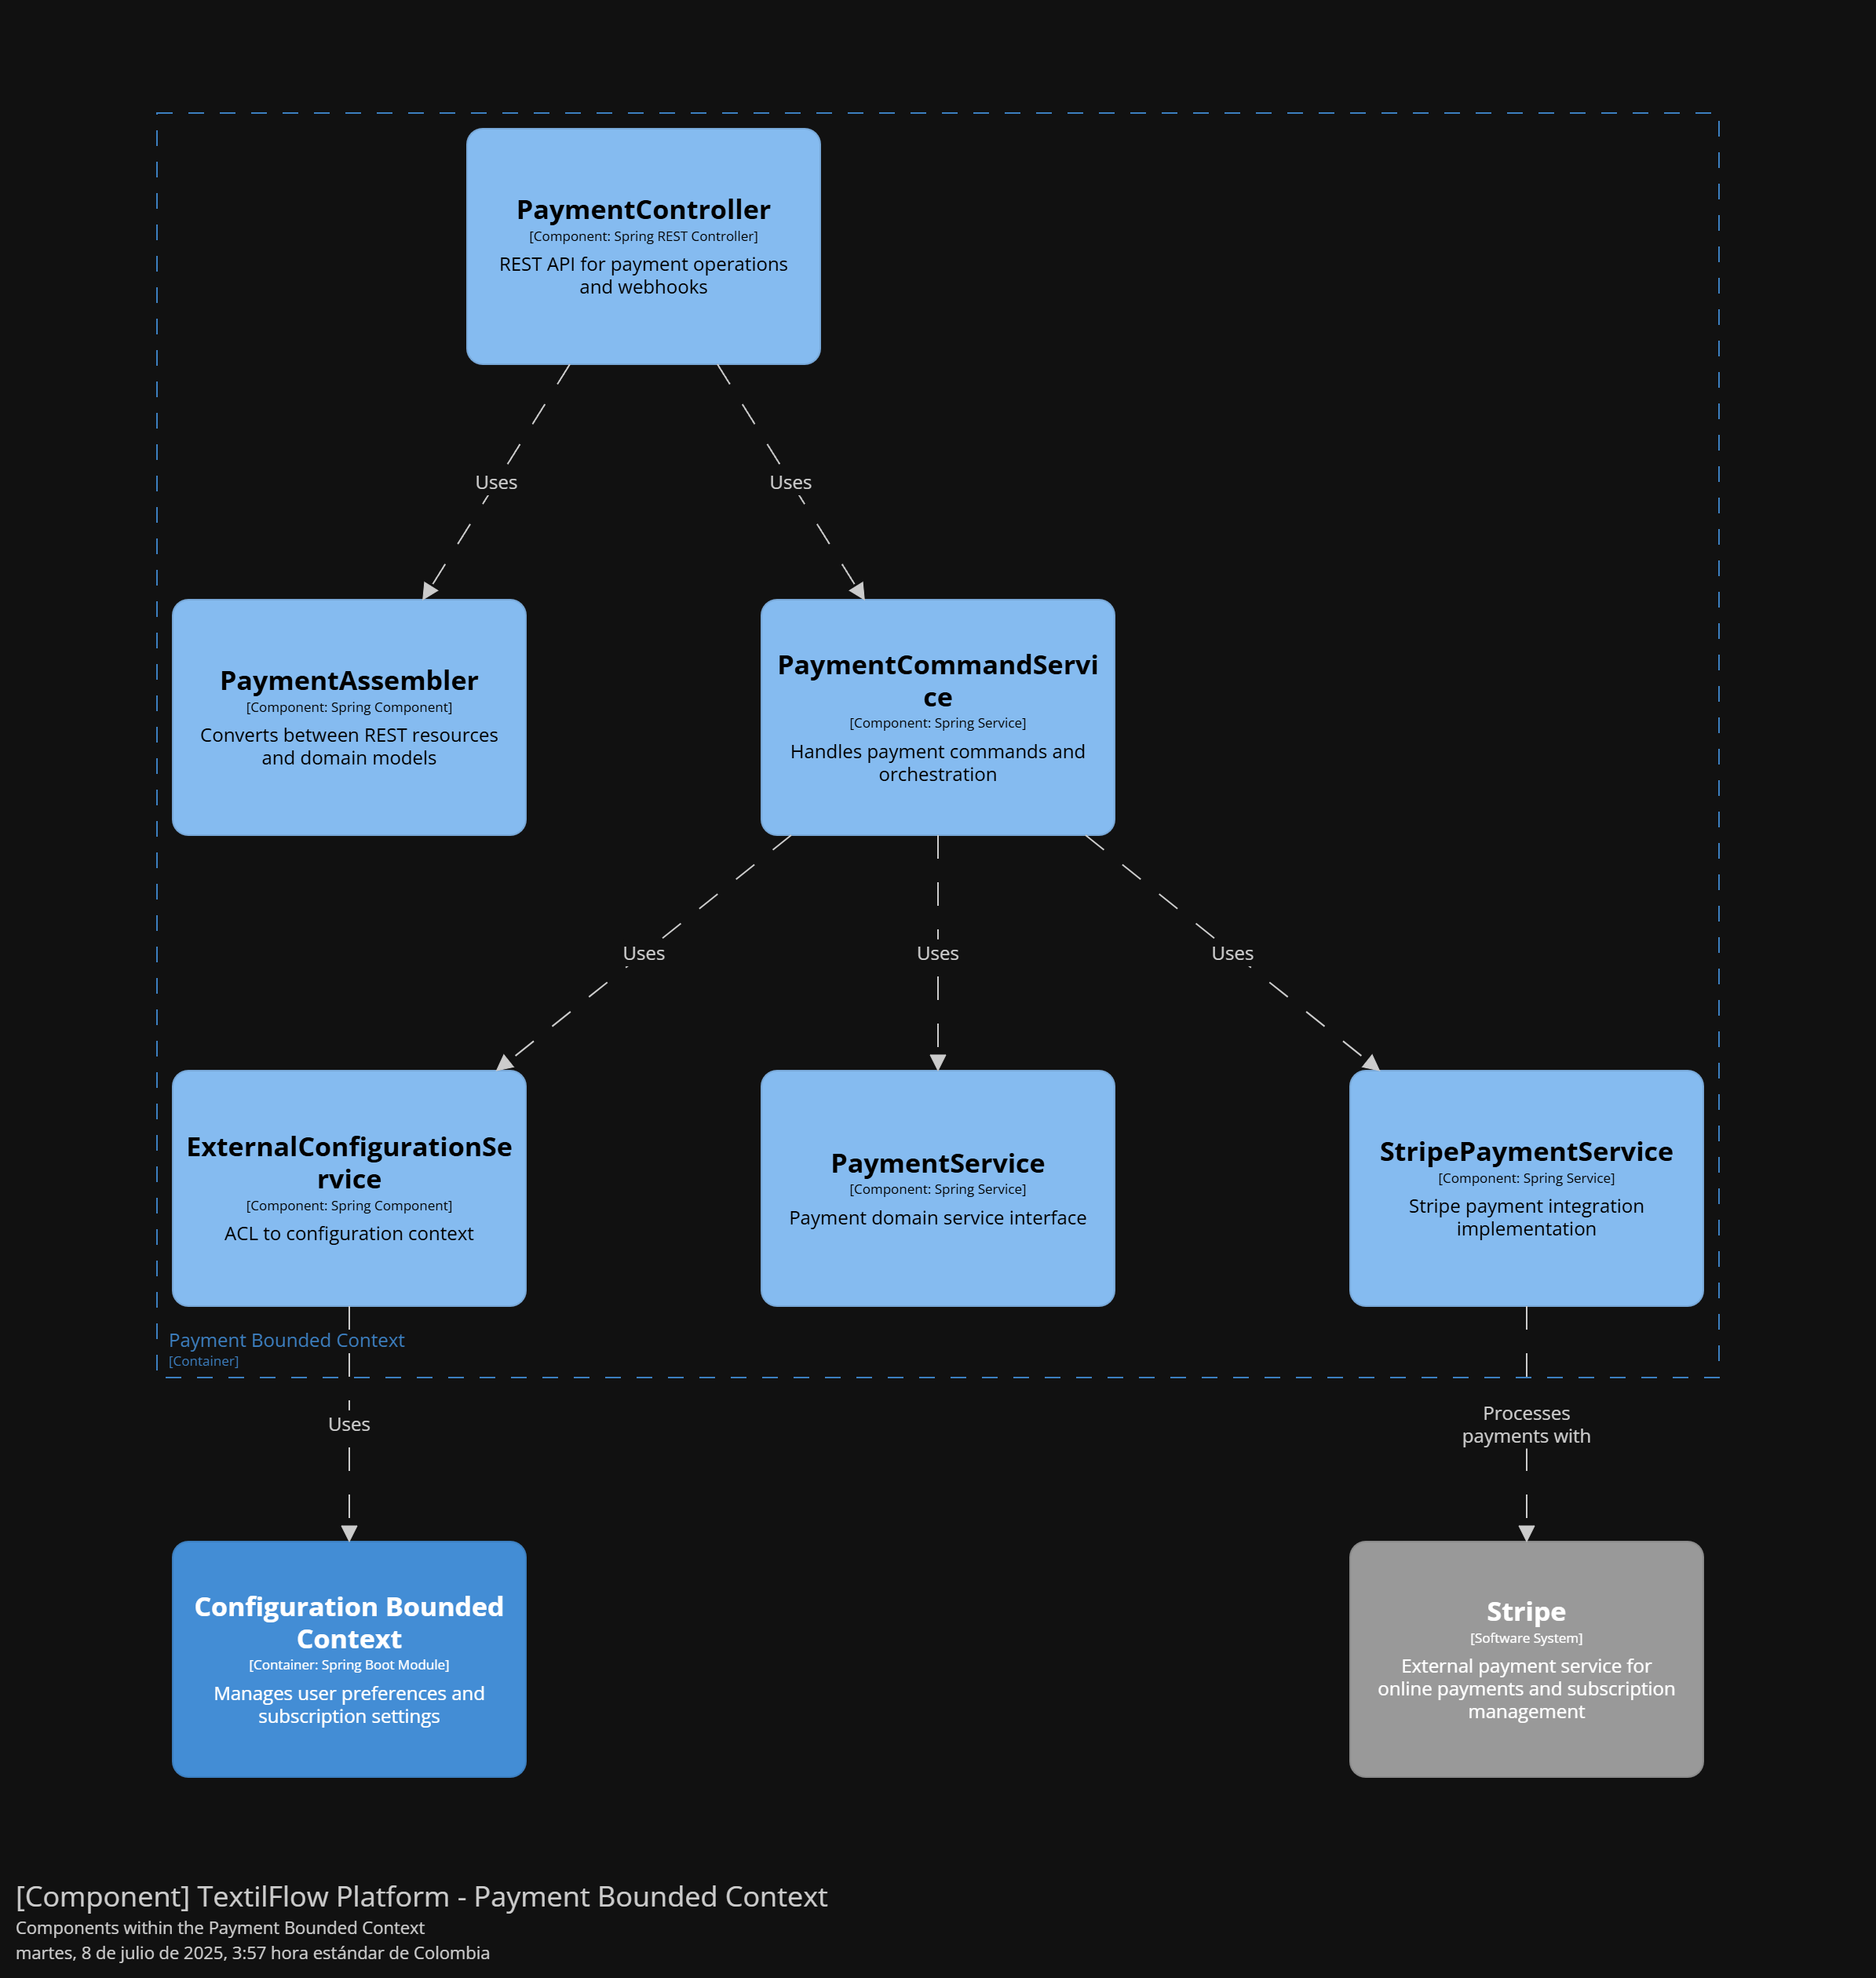 PaymentController
[Component: Spring REST Controller]
REST API for payment operations
and webhooks
Uses
Uses
PaymentAssembler
[Component: Spring Component]
Converts between REST resources
and domain models
PaymentCommandServi
ce
[Component: Spring Service]
Handles payment commands and
orchestration
Uses
Uses
Uses
ExternalConfigurationSe
rvice
[Component: Spring Component]
ACL to configuration context
PaymentService
[Component: Spring Service]
Payment domain service interface
StripePaymentService
[Component: Spring Service]
Stripe payment integration
implementation
Payment Bounded Context
[Container]
Uses
Processes
payments with
Configuration Bounded
Context
[Container: Spring Boot Module]
Manages user preferences and
subscription settings
Stripe
[Software System]
External payment service for
online payments and subscription
management
[Component] TextilFlow Platform - Payment Bounded Context
Components within the Payment Bounded Context
martes, 8 de julio de 2025, 3:57 hora estándar de Colombia